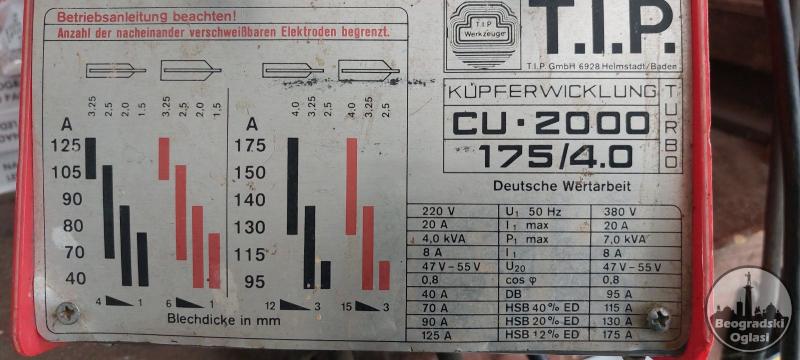 Betriebsanleitung beachten!
Anzahl der nacheinander verschweißbaren Elektroden begrenzt.
3,25 2,5 2,0 1,5
3,25 2,5 2,0 1,5
4,0 3,25 2,5
4,0 3,25 2,5
A
125
105
90
80
70
40
A
175
150
140
130
115
95
4 1
6 1
12 3
15 3
Blechdicke in mm
T.I.P
Werkzeuge
T.I.P.
T.I.P. GmbH 6928 Helmstadt/Baden
KUPFERWICKLUNG
CU·2000
175/4.0
TURBO
Deutsche Wertarbeit
220 V U1 50 Hz 380 V
20 A I1 max 20 A
4,0 kVA P1 max 7,0 kVA
8 A I1 8 A
47 V – 55 V U20 47 V – 55 V
0,8 cos φ 0,8
40 A DB 95 A
70 A HSB 40% ED 115 A
90 A HSB 20% ED 130 A
125 A HSB 12% ED 175 A
Beogradski
Oglasi